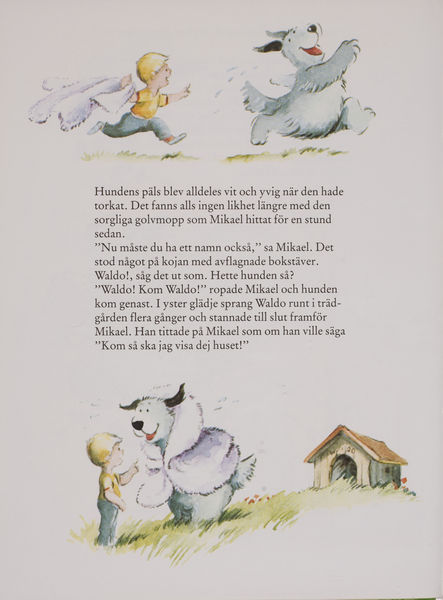 Hundens päls blev alldeles vit och yvig när den hade
torkat. Det fanns alls ingen likhet längre med den
sorgliga golvmopp som Mikael hittat för en stund
sedan.
”Nu måste du ha ett namn också,” sa Mikael. Det
stod något på kojan med avflagnade bokstäver.
Waldo!, såg det ut som. Hette hunden så?
”Waldo! Kom Waldo!” ropade Mikael och hunden
kom genast. I yster glädje sprang Waldo runt i träd-
gården flera gånger och stannade till slut framför
Mikael. Han tittade på Mikael som om han ville säga
”Kom så ska jag visa dej huset!”